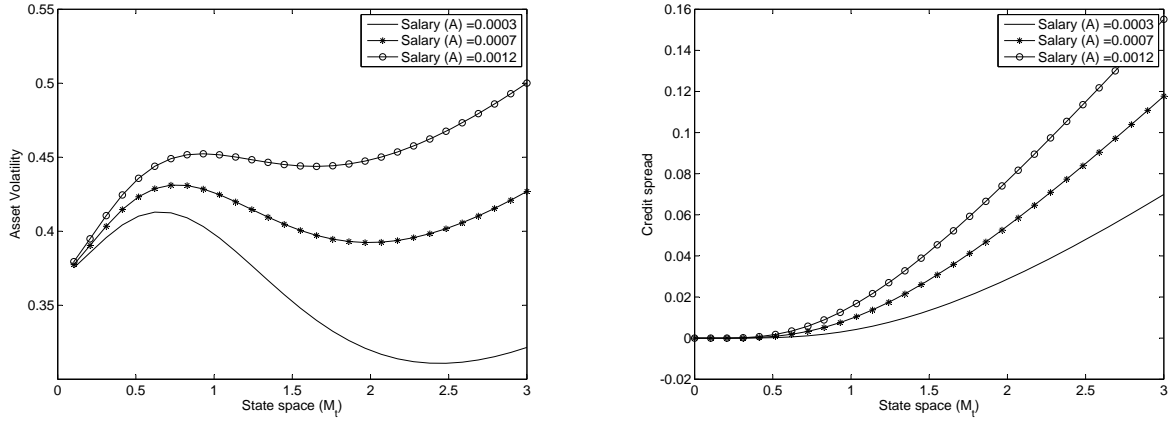 0.55
0.5
0.45
0.4
0.35
Asset Volatility
0 0.5 1 1.5 2 2.5 3
State space (M_t)
Salary (A) =0.0003
Salary (A) =0.0007
Salary (A) =0.0012
0.16
0.14
0.12
0.1
0.08
0.06
0.04
0.02
0
-0.02
Credit spread
0 0.5 1 1.5 2 2.5 3
State space (M_t)
Salary (A) =0.0003
Salary (A) =0.0007
Salary (A) =0.0012